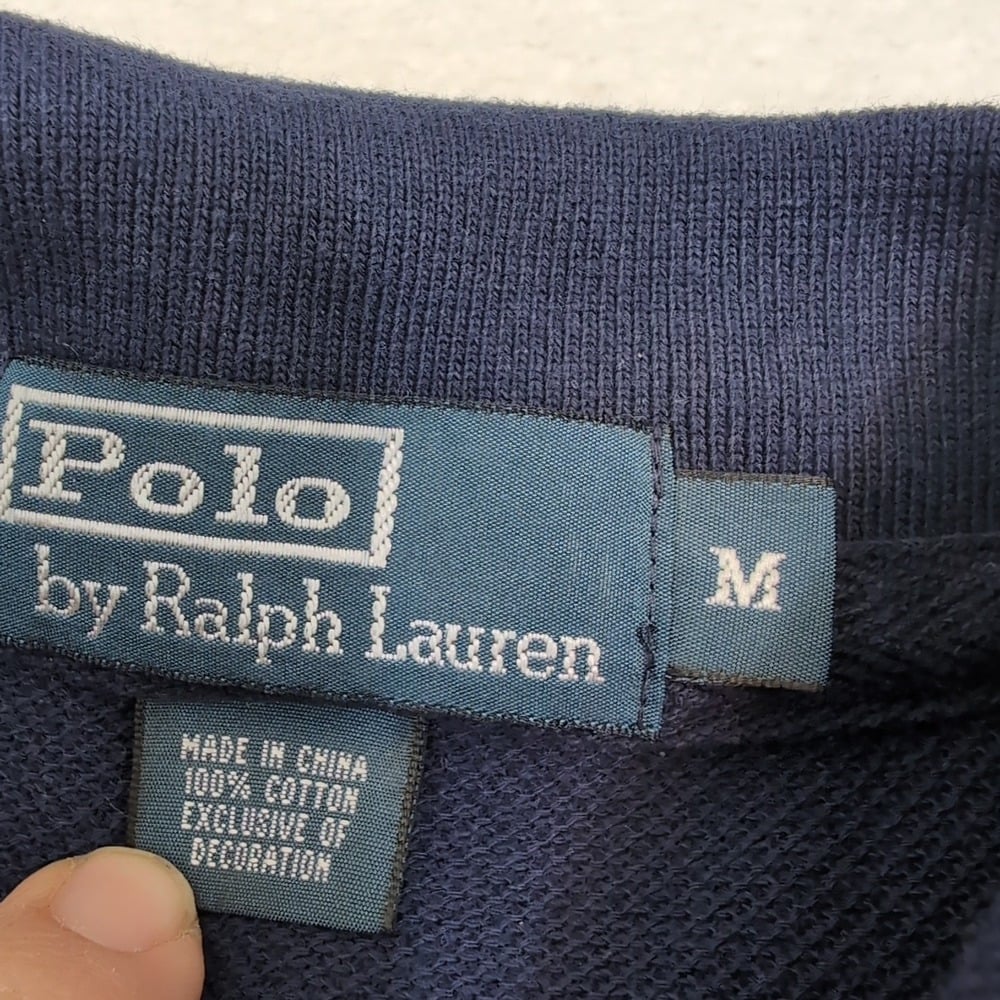 Polo
by Ralph Lauren
M
MADE IN CHINA
100% COTTON
EXCLUSIVE OF
DECORATION